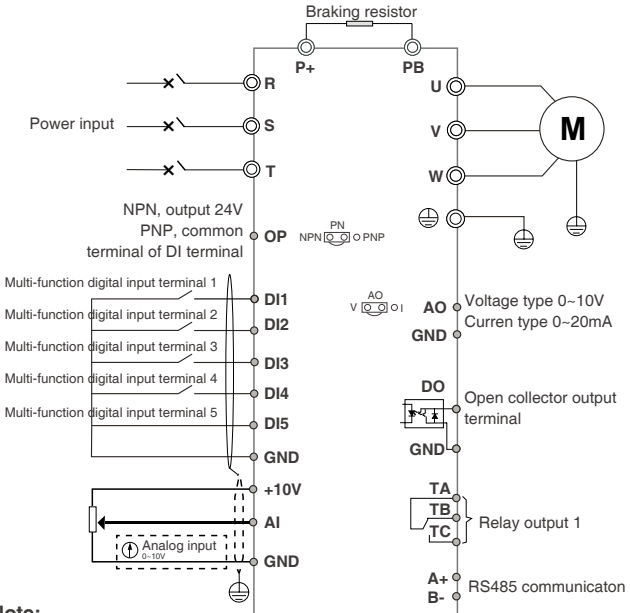 Braking resistor
P+ PB
R
S
T
Power input
U
V
W
M
NPN, output 24V
PNP, common
terminal of DI terminal
OP
PN
NPN PNP
Multi-function digital input terminal 1
Multi-function digital input terminal 2
Multi-function digital input terminal 3
Multi-function digital input terminal 4
Multi-function digital input terminal 5
DI1
DI2
DI3
DI4
DI5
GND
+10V
AI
GND
Analog input
0~10V
AO
V I
AO
GND
Voltage type 0~10V
Curren type 0~20mA
DO
GND
Open collector output
terminal
TA
TB
TC
Relay output 1
A+
B-
RS485 communicaton